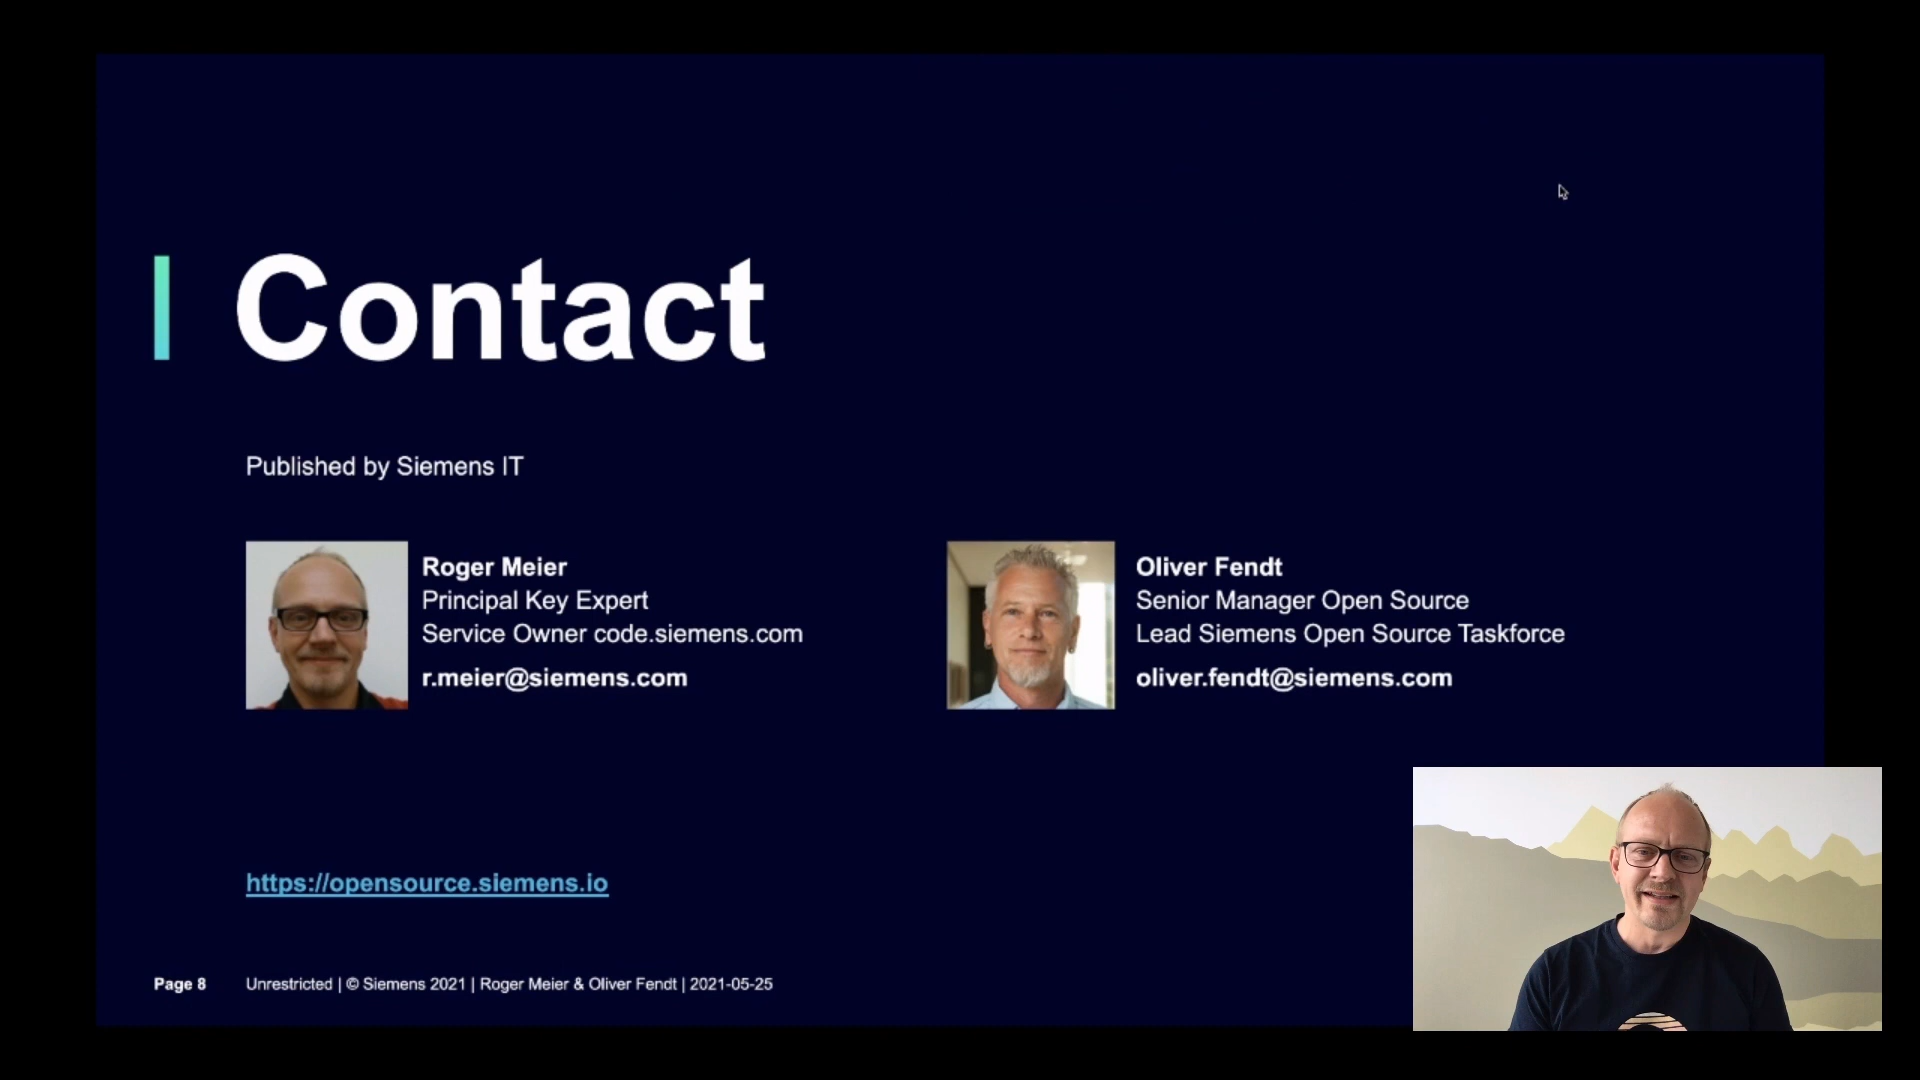 Contact
Published by Siemens IT
Roger Meier
Principal Key Expert
Service Owner code.siemens.com
r.meier@siemens.com
Oliver Fendt
Senior Manager Open Source
Lead Siemens Open Source Taskforce
oliver.fendt@siemens.com
https://opensource.siemens.io
Page 8 Unrestricted | © Siemens 2021 | Roger Meier & Oliver Fendt | 2021-05-25